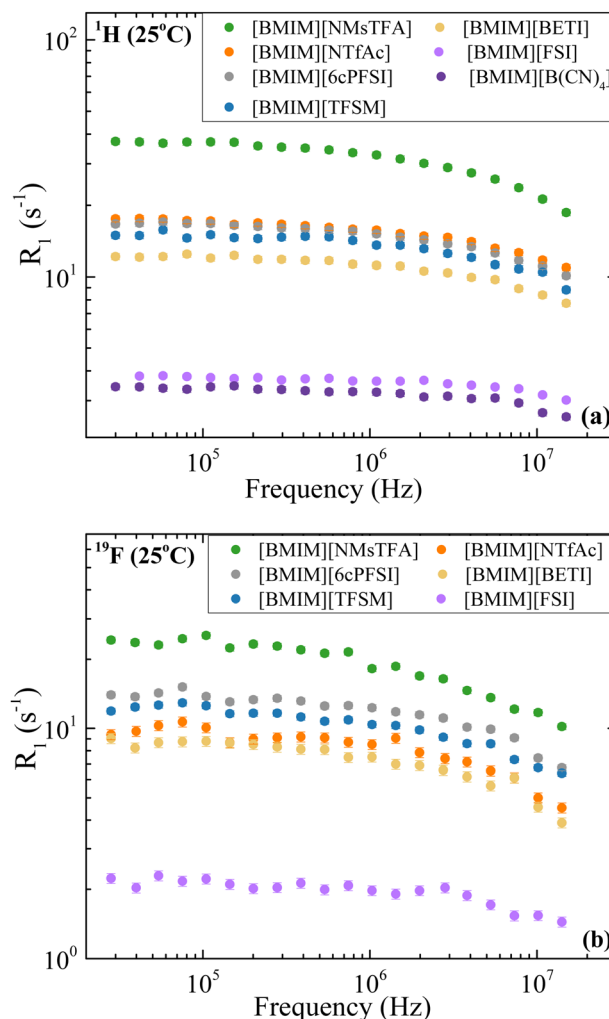 ¹H (25°C)
[BMIM][NMsTFA] [BMIM][BETI]
[BMIM][NTfAc] [BMIM][FSI]
[BMIM][6cPFSI] [BMIM][B(CN)₄]
[BMIM][TFSM]
R₁ (s⁻¹)
10²
10¹
10⁵ 10⁶ 10⁷
Frequency (Hz)
(a)
¹⁹F (25°C)
[BMIM][NMsTFA] [BMIM][NTfAc]
[BMIM][6cPFSI] [BMIM][BETI]
[BMIM][TFSM] [BMIM][FSI]
R₁ (s⁻¹)
10¹
10⁰
10⁵ 10⁶ 10⁷
Frequency (Hz)
(b)